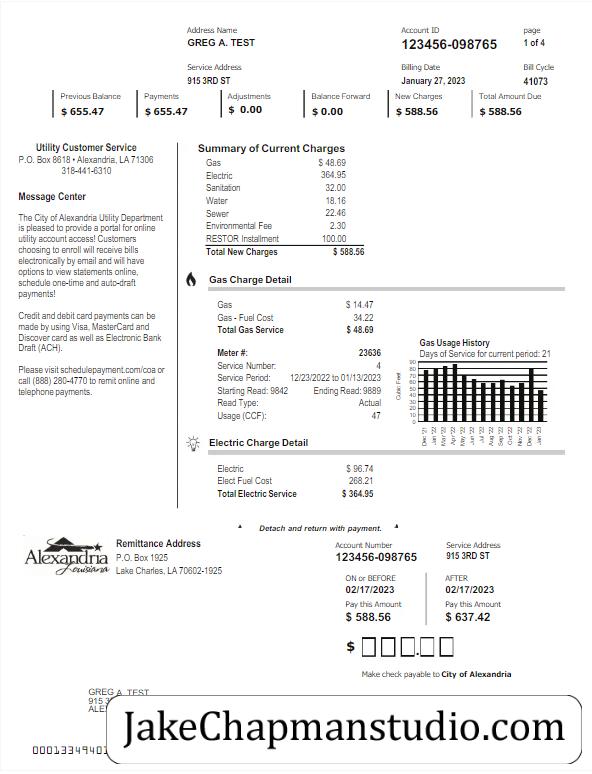 Address Name
GREG A. TEST
Account ID
123456-098765
page
1 of 4
Service Address
915 3RD ST
Billing Date
January 27, 2023
Bill Cycle
41073
Previous Balance Payments Adjustments Balance Forward New Charges Total Amount Due
$ 655.47 $ 655.47 $ 0.00 $ 0.00 $ 588.56 $ 588.56
Utility Customer Service
P.O. Box 8618 • Alexandria, LA 71306
318-441-6310
Message Center
The City of Alexandria Utility Department
is pleased to provide a portal for online
utility account access! Customers
choosing to enroll will receive bills
electronically by email and will have
options to view statements online,
schedule one-time and auto-draft
payments!
Credit and debit card payments can be
made by using Visa, MasterCard and
Discover card as well as Electronic Bank
Draft (ACH).
Please visit schedulepayment.com/coa or
call (888) 280-4770 to remit online and
telephone payments.
Summary of Current Charges
Gas $ 48.69
Electric 364.95
Sanitation 32.00
Water 18.16
Sewer 22.46
Environmental Fee 2.30
RESTOR Installment 100.00
Total New Charges $ 588.56
Gas Charge Detail
Gas $ 14.47
Gas - Fuel Cost 34.22
Total Gas Service $ 48.69
Meter #: 23636
Service Number: 4
Service Period: 12/23/2022 to 01/13/2023
Starting Read: 9842 Ending Read: 9889
Read Type: Actual
Usage (CCF): 47
Gas Usage History
Days of Service for current period: 21
Cubic Feet
90
80
70
60
50
40
30
20
10
0
Dec '21 Jan '22 Mar '22 Apr '22 May '22 Jun '22 Jul '22 Aug '22 Sep '22 Oct '22 Nov '22 Dec '22 Jan '23
Electric Charge Detail
Electric $ 96.74
Elect Fuel Cost 268.21
Total Electric Service $ 364.95
Detach and return with payment.
Alexandria
Louisiana
Remittance Address
P.O. Box 1925
Lake Charles, LA 70602-1925
Account Number
123456-098765
Service Address
915 3RD ST
ON or BEFORE
02/17/2023
Pay this Amount
$ 588.56
AFTER
02/17/2023
Pay this Amount
$ 637.42
$ .
Make check payable to City of Alexandria
GREG A. TEST
915 3
ALE
JakeChapmanstudio.com
00013349401